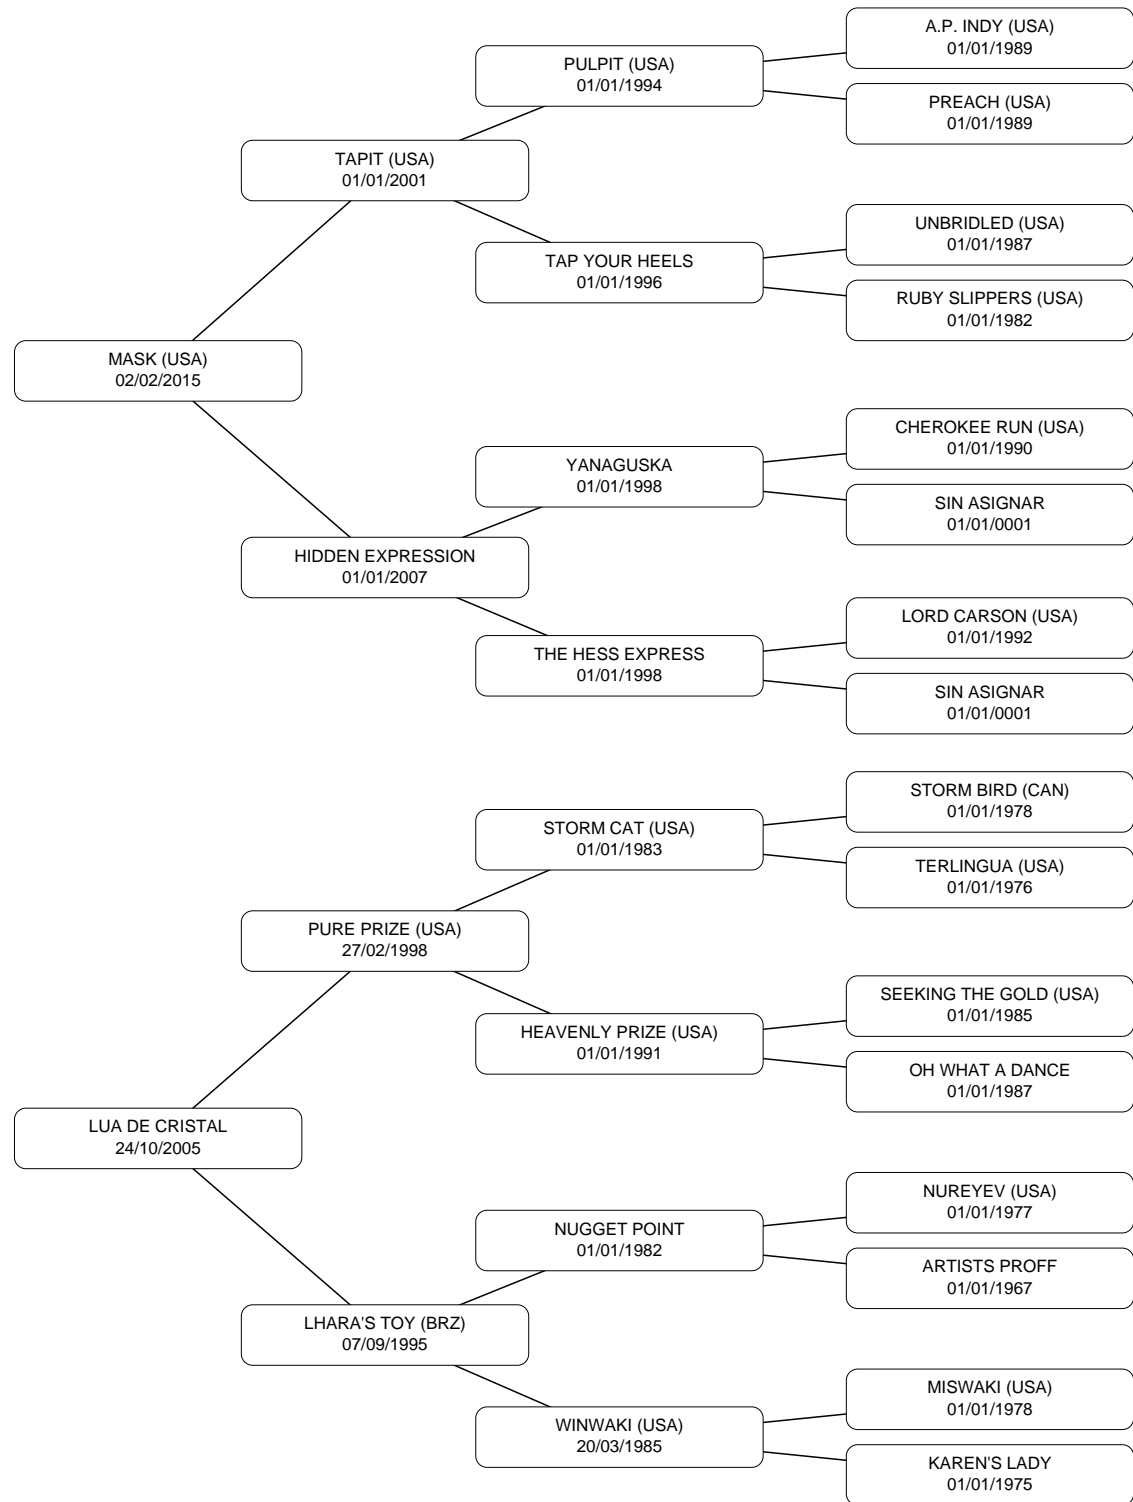 A.P. INDY (USA)
01/01/1989
PULPIT (USA)
01/01/1994
PREACH (USA)
01/01/1989
TAPIT (USA)
01/01/2001
UNBRIDLED (USA)
01/01/1987
TAP YOUR HEELS
01/01/1996
RUBY SLIPPERS (USA)
01/01/1982
MASK (USA)
02/02/2015
CHEROKEE RUN (USA)
01/01/1990
YANAGUSKA
01/01/1998
SIN ASIGNAR
01/01/0001
HIDDEN EXPRESSION
01/01/2007
LORD CARSON (USA)
01/01/1992
THE HESS EXPRESS
01/01/1998
SIN ASIGNAR
01/01/0001
STORM BIRD (CAN)
01/01/1978
STORM CAT (USA)
01/01/1983
TERLINGUA (USA)
01/01/1976
PURE PRIZE (USA)
27/02/1998
SEEKING THE GOLD (USA)
01/01/1985
HEAVENLY PRIZE (USA)
01/01/1991
OH WHAT A DANCE
01/01/1987
LUA DE CRISTAL
24/10/2005
NUREYEV (USA)
01/01/1977
NUGGET POINT
01/01/1982
ARTISTS PROFF
01/01/1967
LHARA'S TOY (BRZ)
07/09/1995
MISWAKI (USA)
01/01/1978
WINWAKI (USA)
20/03/1985
KAREN'S LADY
01/01/1975